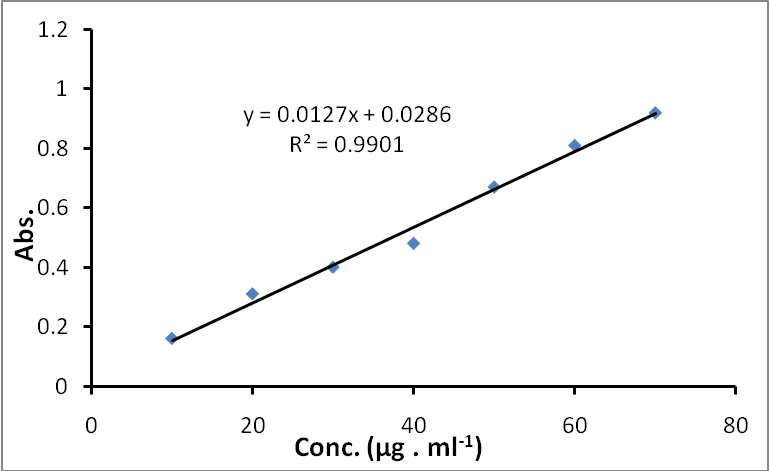 1.2
1
0.8
0.6
0.4
0.2
0
Abs.
y = 0.0127x + 0.0286
R² = 0.9901
0 20 40 60 80
Conc. (µg . ml⁻¹)